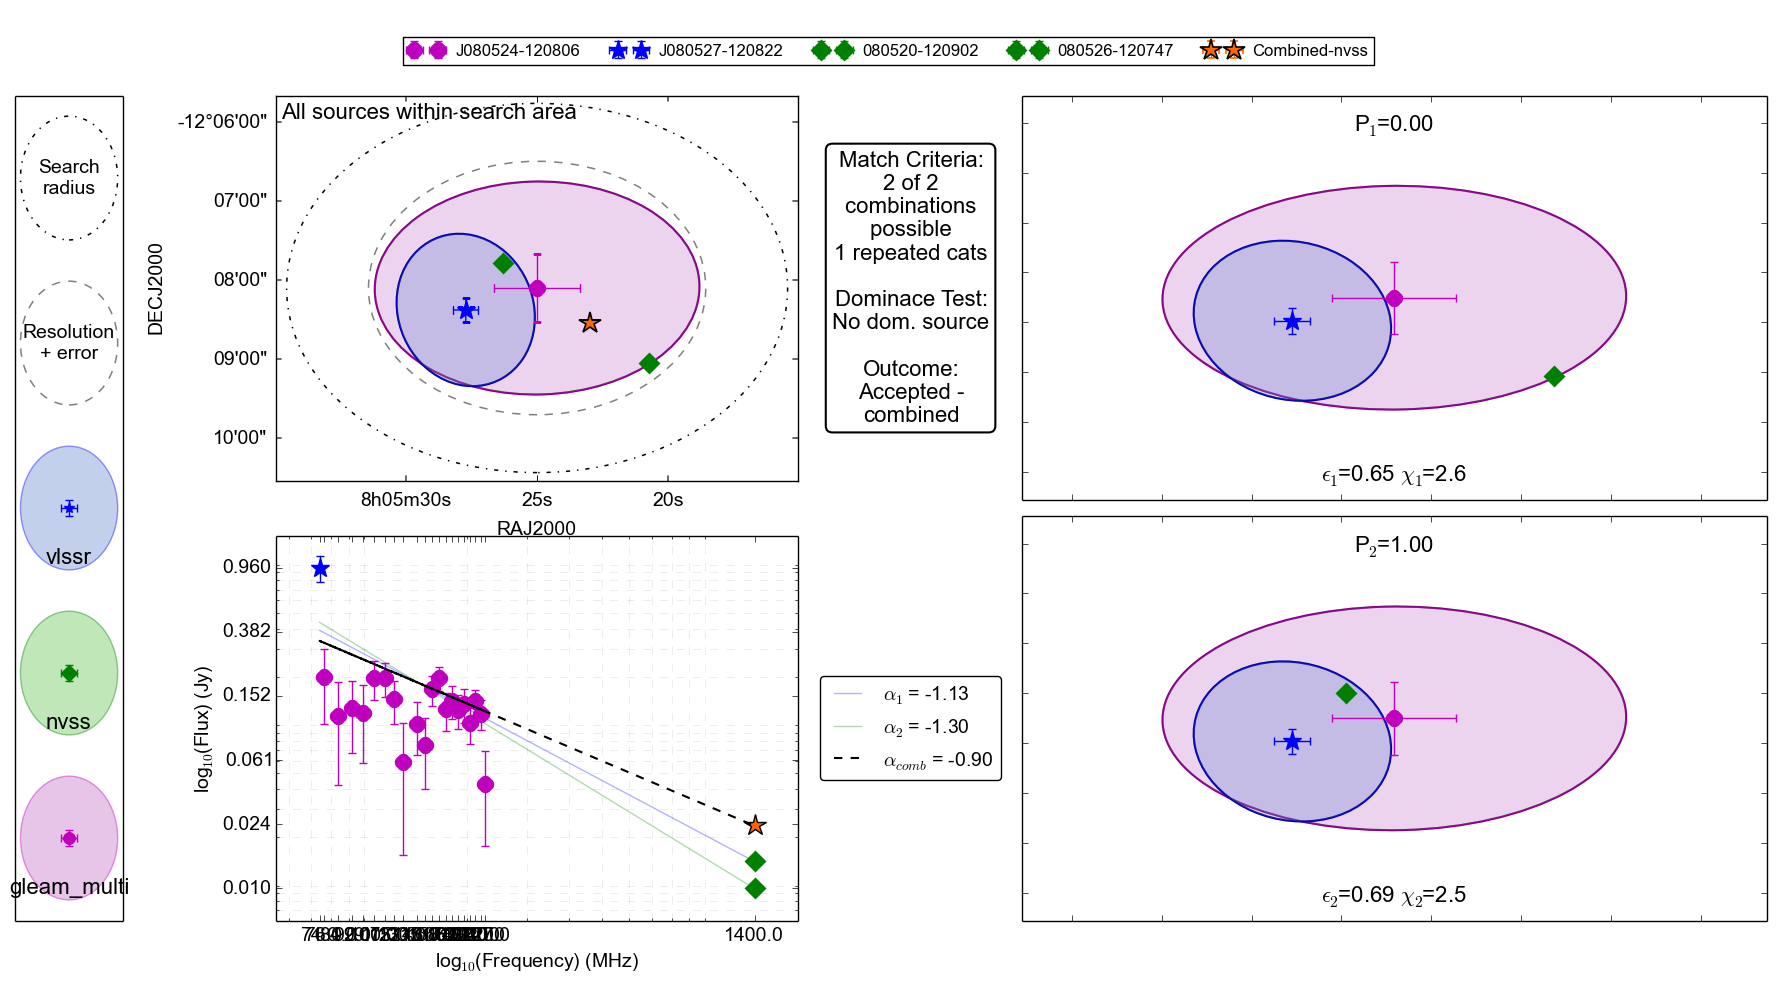 J080524-120806 J080527-120822 080520-120902 080526-120747 Combined-nvss
Search
radius
Resolution
+ error
vlssr
nvss
gleam_multi
All sources within search area
-12°06'00"
07'00"
08'00"
09'00"
10'00"
DECJ2000
8h05m30s 25s 20s
RAJ2000
Match Criteria:
2 of 2
combinations
possible
1 repeated cats
Dominace Test:
No dom. source
Outcome:
Accepted -
combined
P1=0.00
ϵ1=0.65 χ1=2.6
P2=1.00
ϵ2=0.69 χ2=2.5
0.960
0.382
0.152
0.061
0.024
0.010
log10(Flux) (Jy)
1400.0
log10(Frequency) (MHz)
α1 = -1.13
α2 = -1.30
αcomb = -0.90